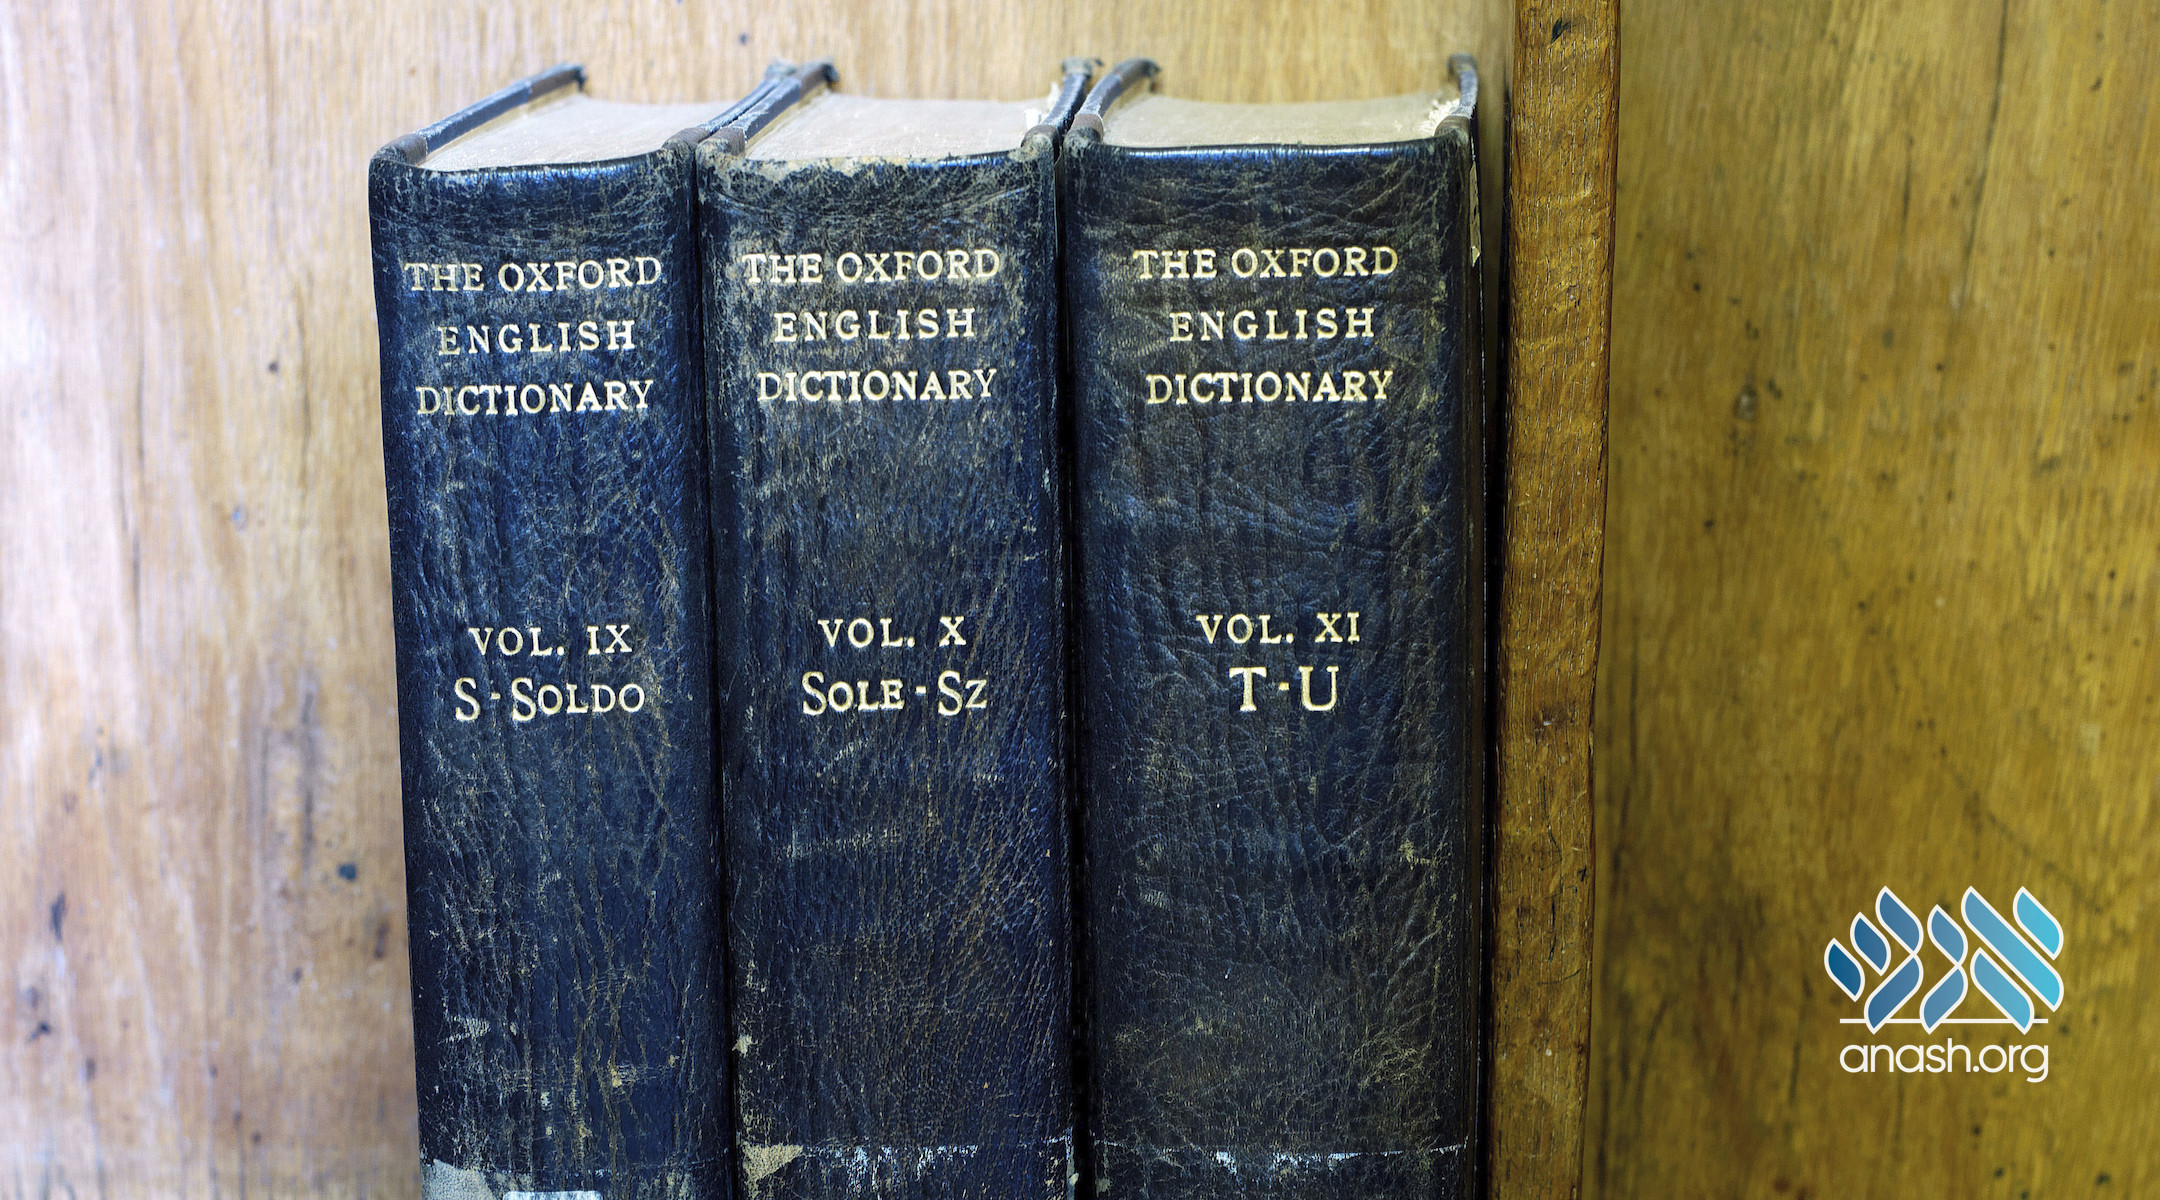 THE OXFORD
ENGLISH
DICTIONARY
VOL. IX
S-SOLDO
THE OXFORD
ENGLISH
DICTIONARY
VOL. X
SOLE-SZ
THE OXFORD
ENGLISH
DICTIONARY
VOL. XI
T-U
אנש
anash.org